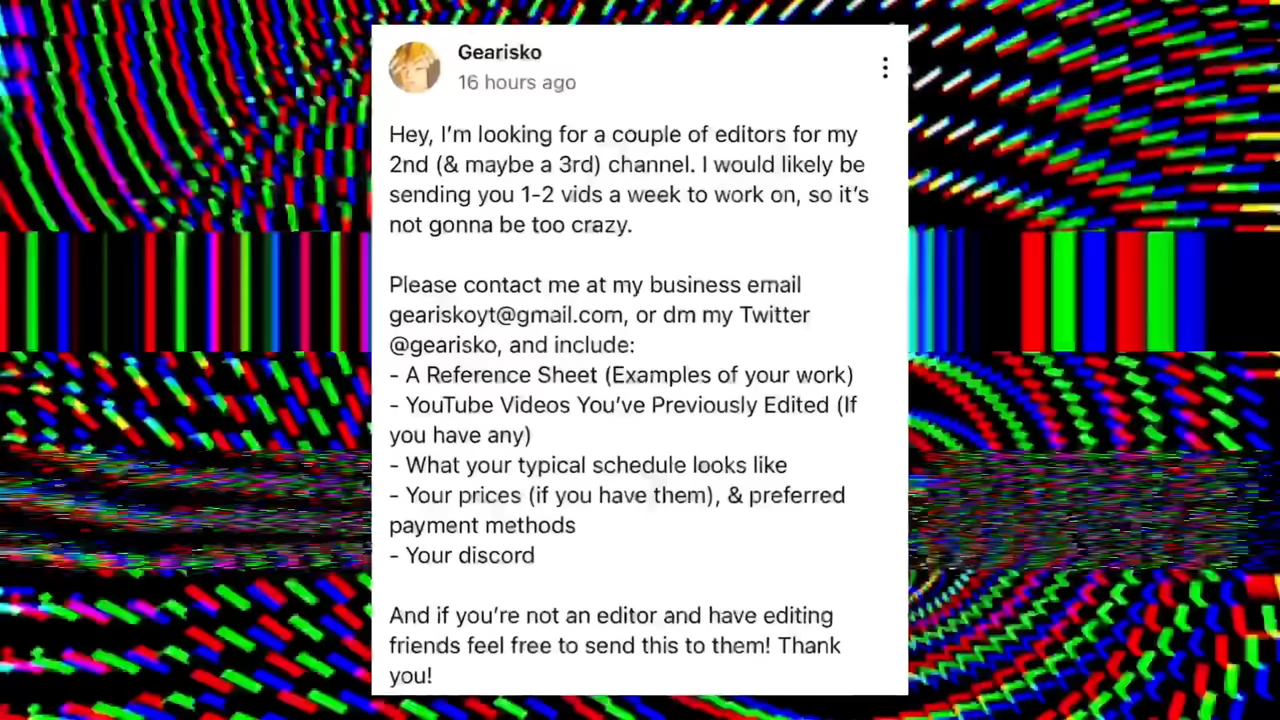 Gearisko
16 hours ago
Hey, I'm looking for a couple of editors for my
2nd (& maybe a 3rd) channel. I would likely be
sending you 1-2 vids a week to work on, so it's
not gonna be too crazy.
Please contact me at my business email
geariskoyt@gmail.com, or dm my Twitter
@gearisko, and include:
- A Reference Sheet (Examples of your work)
- YouTube Videos You've Previously Edited (If
you have any)
- What your typical schedule looks like
- Your prices (if you have them), & preferred
payment methods
- Your discord
And if you're not an editor and have editing
friends feel free to send this to them! Thank
you!